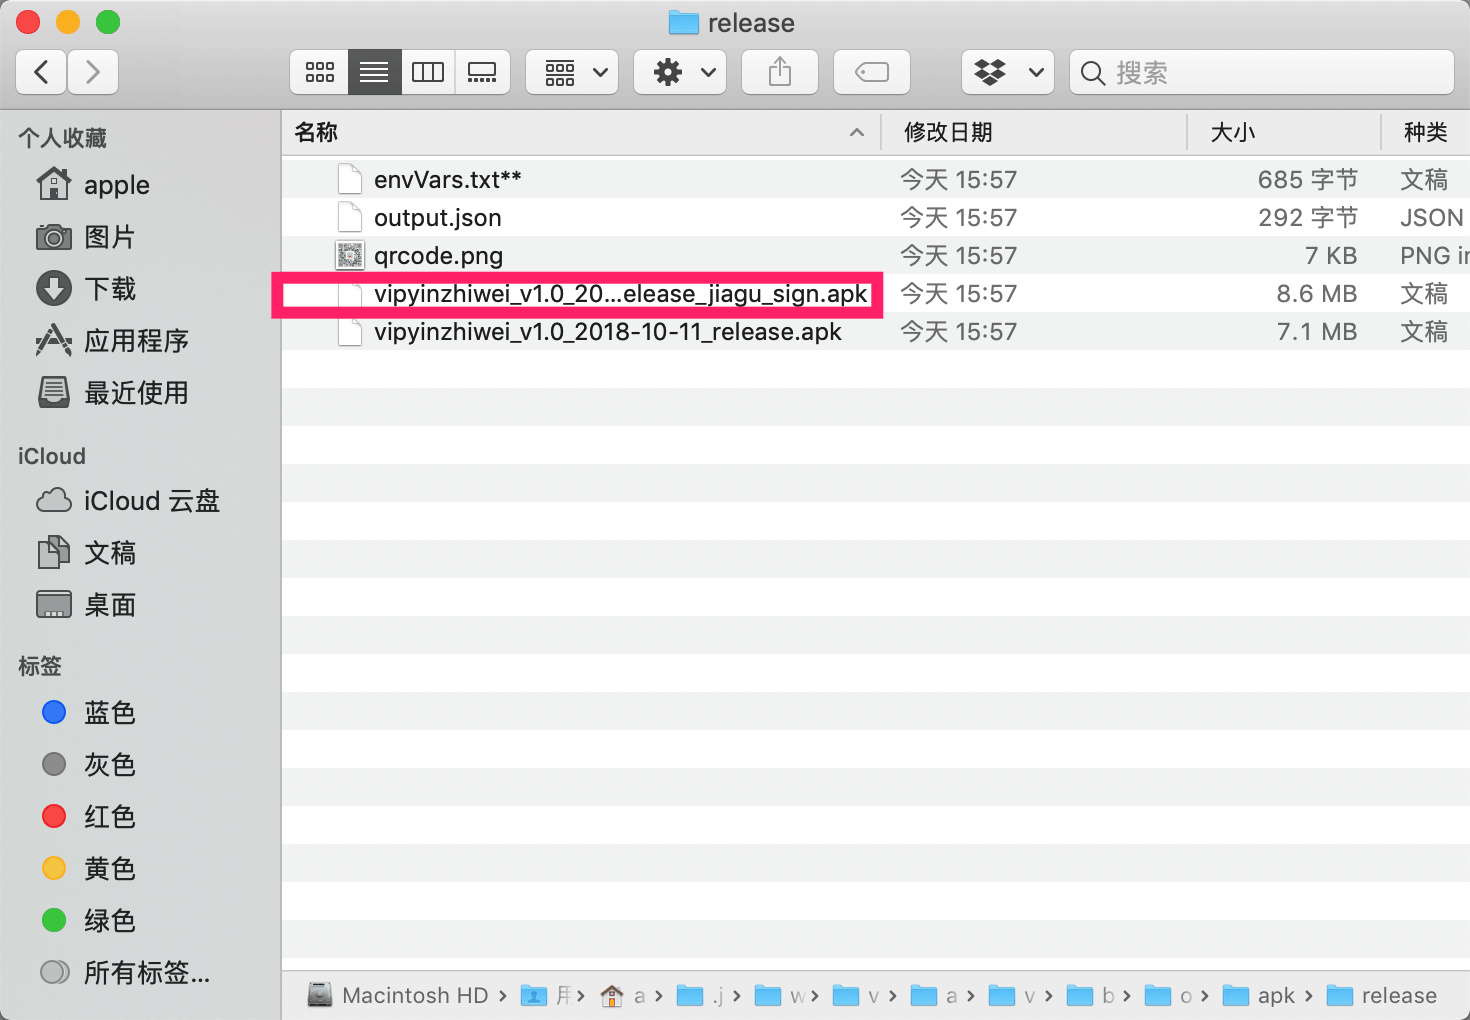 release
搜索
个人收藏
apple
图片
下载
应用程序
最近使用
iCloud
iCloud 云盘
文稿
桌面
标签
蓝色
灰色
红色
黄色
绿色
所有标签...
名称 修改日期 大小 种类
envVars.txt** 今天 15:57 685 字节 文稿
output.json 今天 15:57 292 字节 JSON
qrcode.png 今天 15:57 7 KB PNG in
vipyinzhiwei_v1.0_20...elease_jiagu_sign.apk 今天 15:57 8.6 MB 文稿
vipyinzhiwei_v1.0_2018-10-11_release.apk 今天 15:57 7.1 MB 文稿
Macintosh HD › › a › .j › w › v › a › v › b › o › apk › release